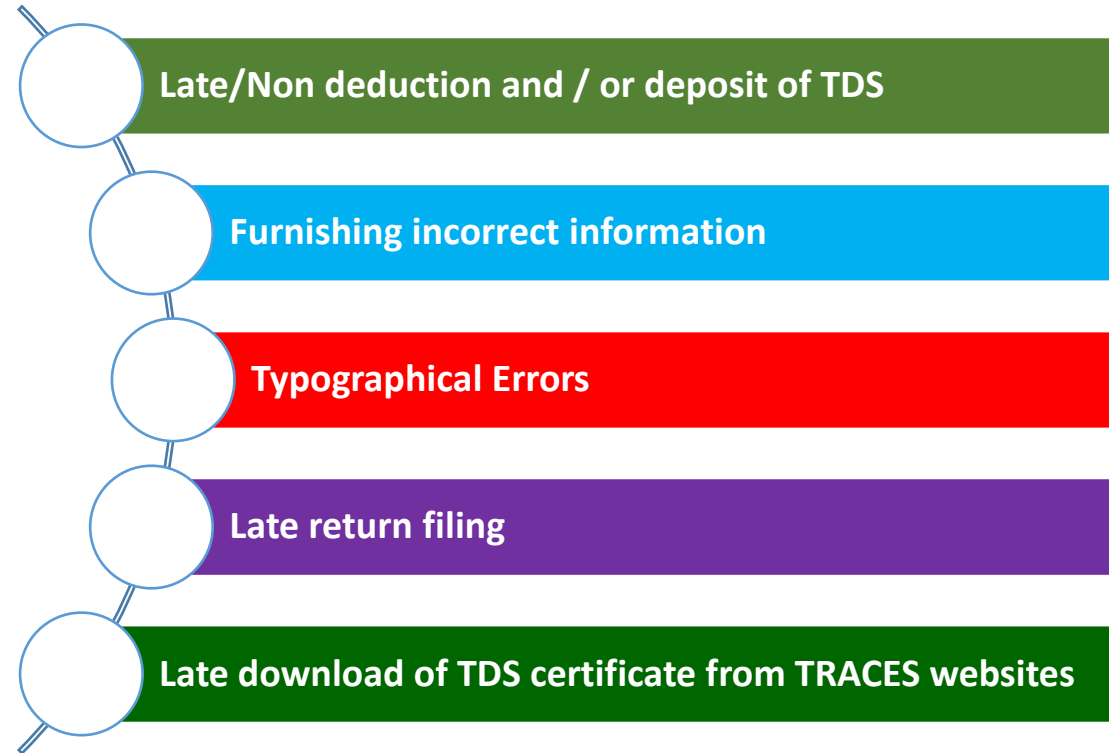 Late/Non deduction and / or deposit of TDS
Furnishing incorrect information
Typographical Errors
Late return filing
Late download of TDS certificate from TRACES websites